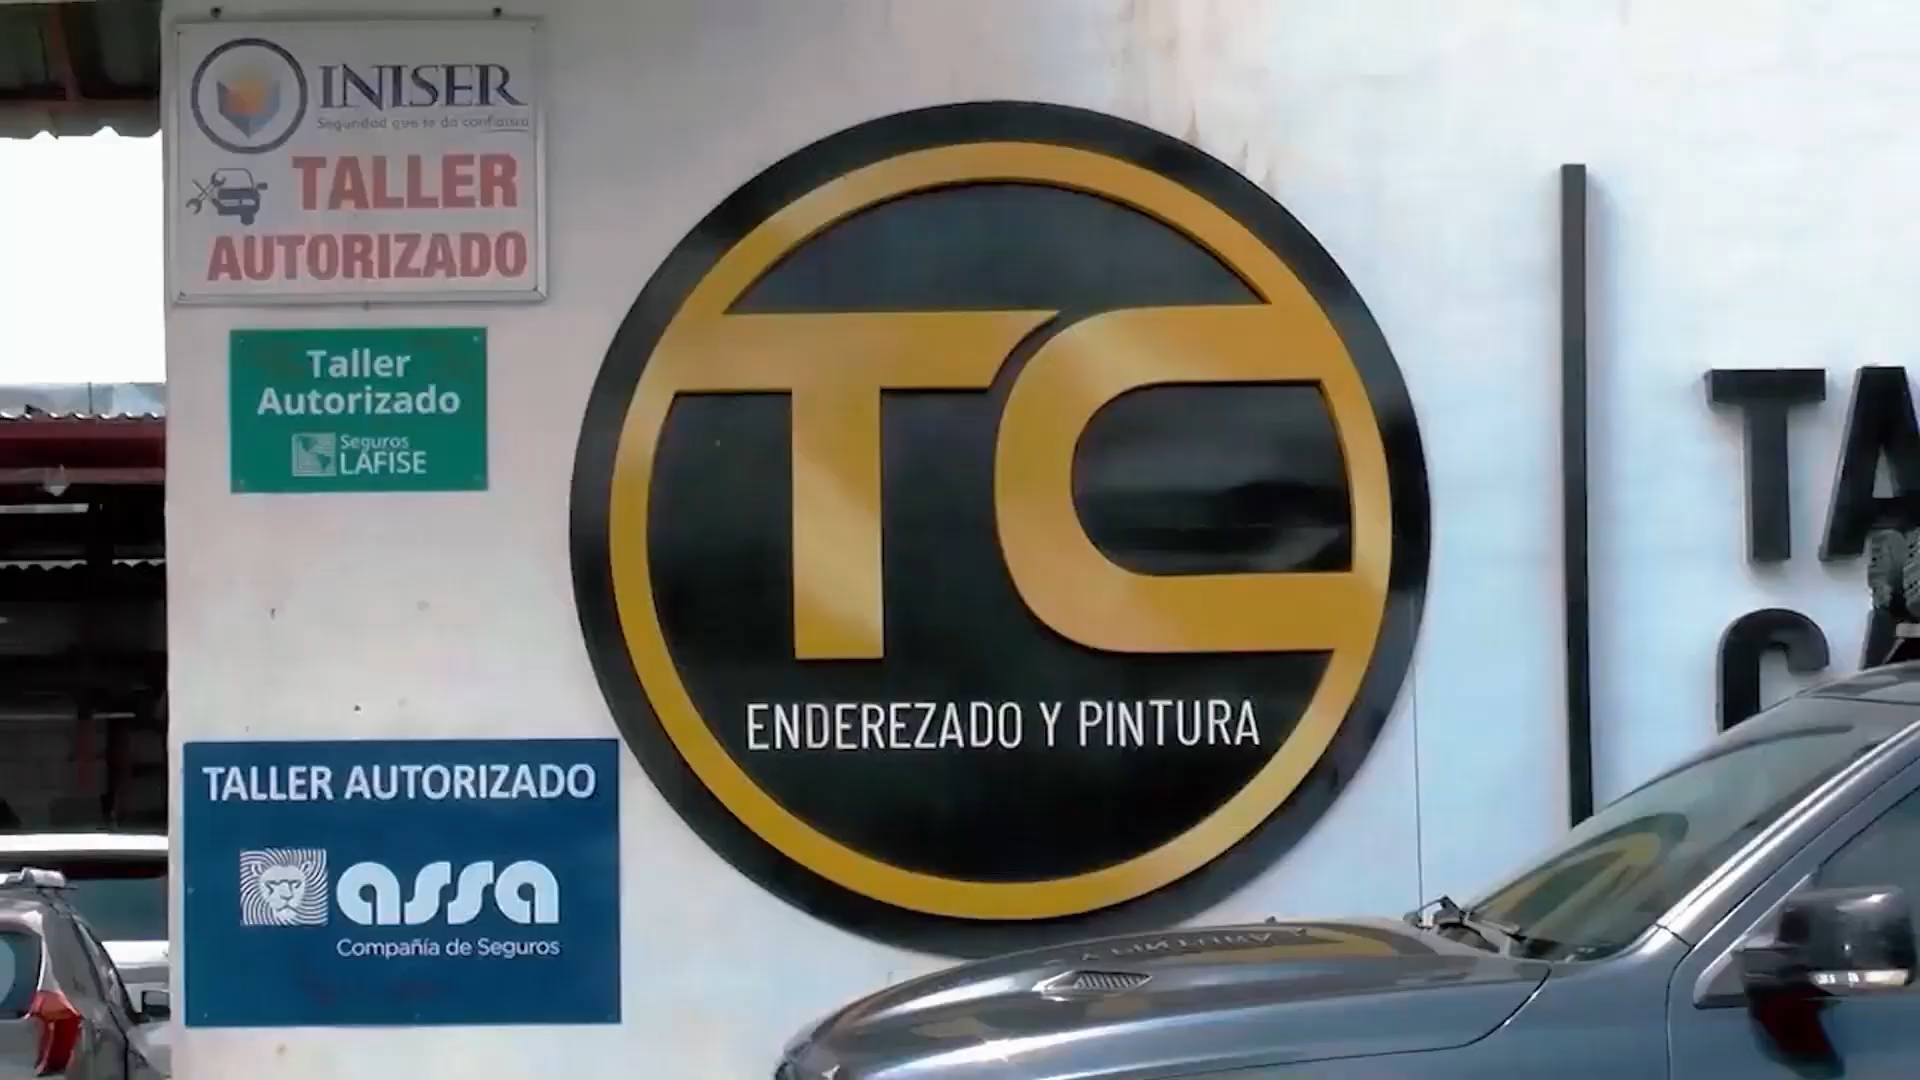 INISER
Seguridad que te da confianza
TALLER
AUTORIZADO
Taller
Autorizado
Seguros
LAFISE
TALLER AUTORIZADO
assa
Compañía de Seguros
TC
ENDEREZADO Y PINTURA
TA